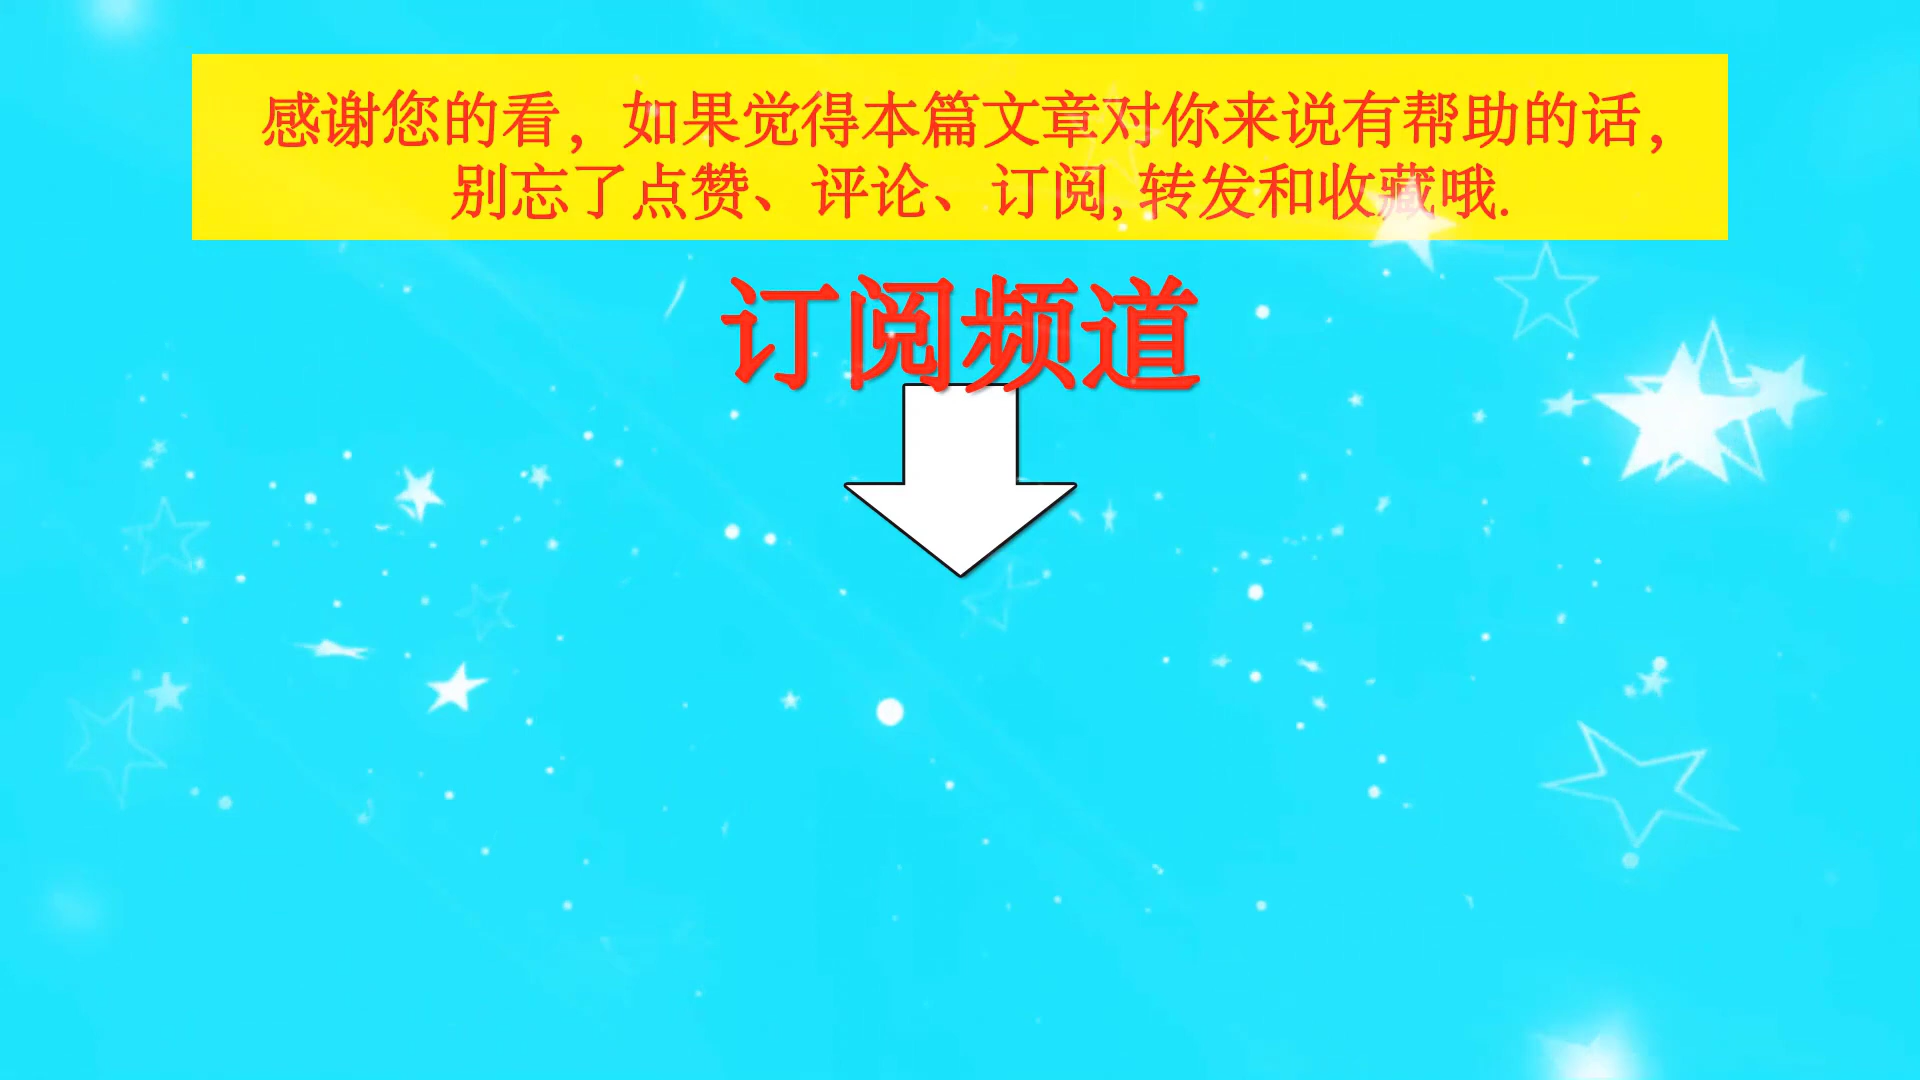 感谢您的看，如果觉得本篇文章对你来说有帮助的话，
别忘了点赞、评论、订阅,转发和收藏哦.
订阅频道